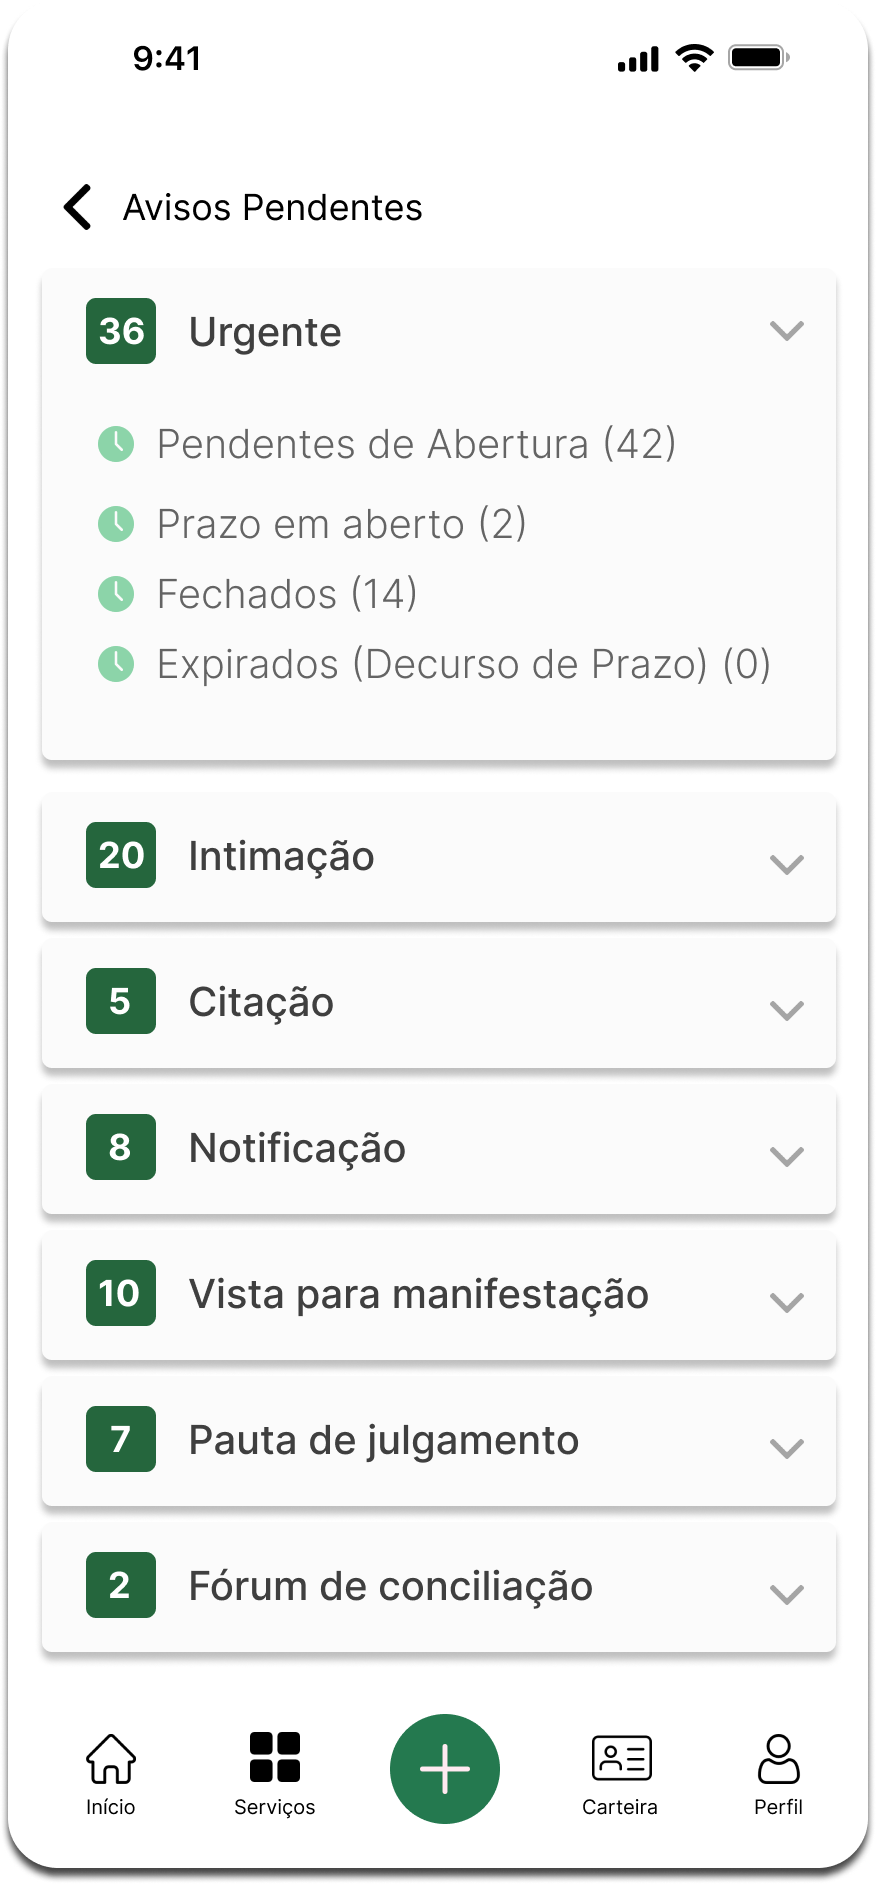 9:41
Avisos Pendentes
36 Urgente
Pendentes de Abertura (42)
Prazo em aberto (2)
Fechados (14)
Expirados (Decurso de Prazo) (0)
20 Intimação
5 Citação
8 Notificação
10 Vista para manifestação
7 Pauta de julgamento
2 Fórum de conciliação
Início Serviços Carteira Perfil